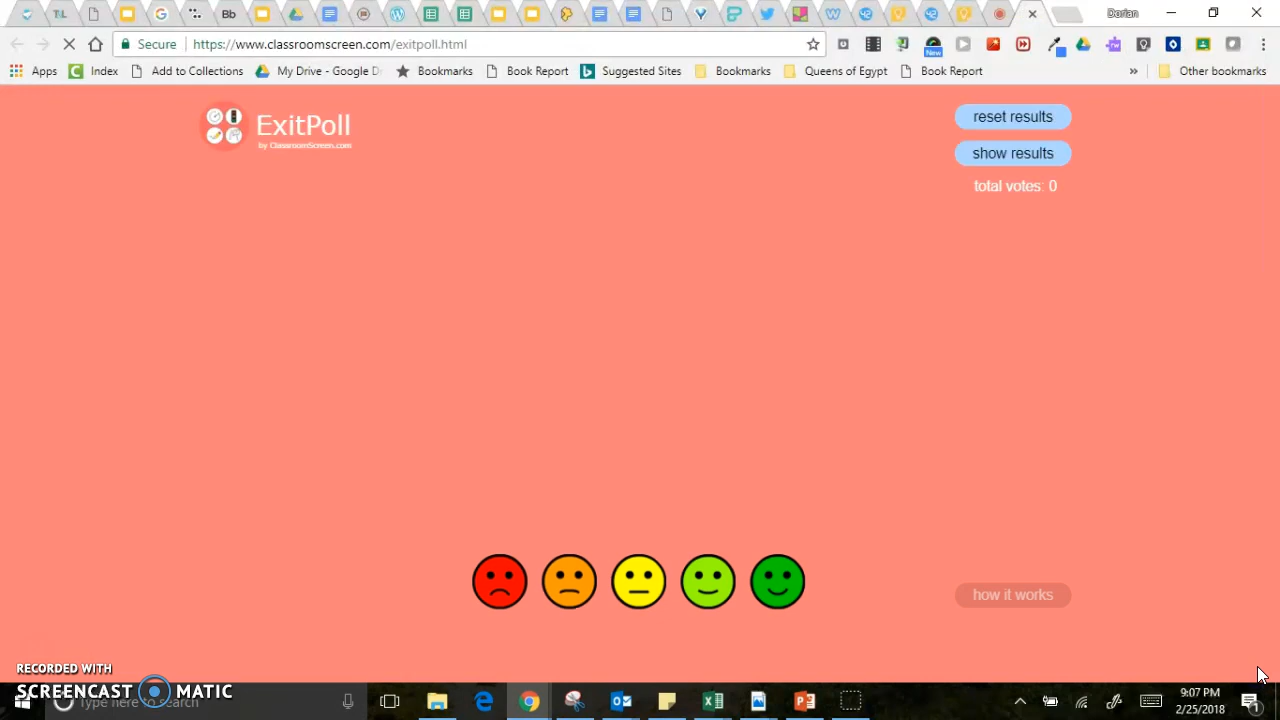 Dorian
Secure
https://www.classroomscreen.com/exitpoll.html
Apps Index Add to Collections My Drive - Google D Bookmarks Book Report Suggested Sites Bookmarks Queens of Egypt Book Report » Other bookmarks
ExitPoll
by ClassroomScreen.com
reset results
show results
total votes: 0
how it works
RECORDED WITH
SCREENCAST MATIC
Type here to search
9:07 PM
2/25/2018